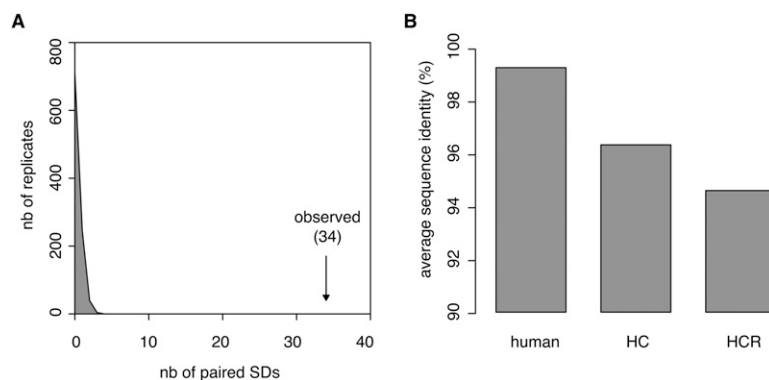 A
nb of replicates
800
600
400
200
0
observed
(34)
0 10 20 30 40
nb of paired SDs
B
average sequence identity (%)
100
98
96
94
92
90
human HC HCR